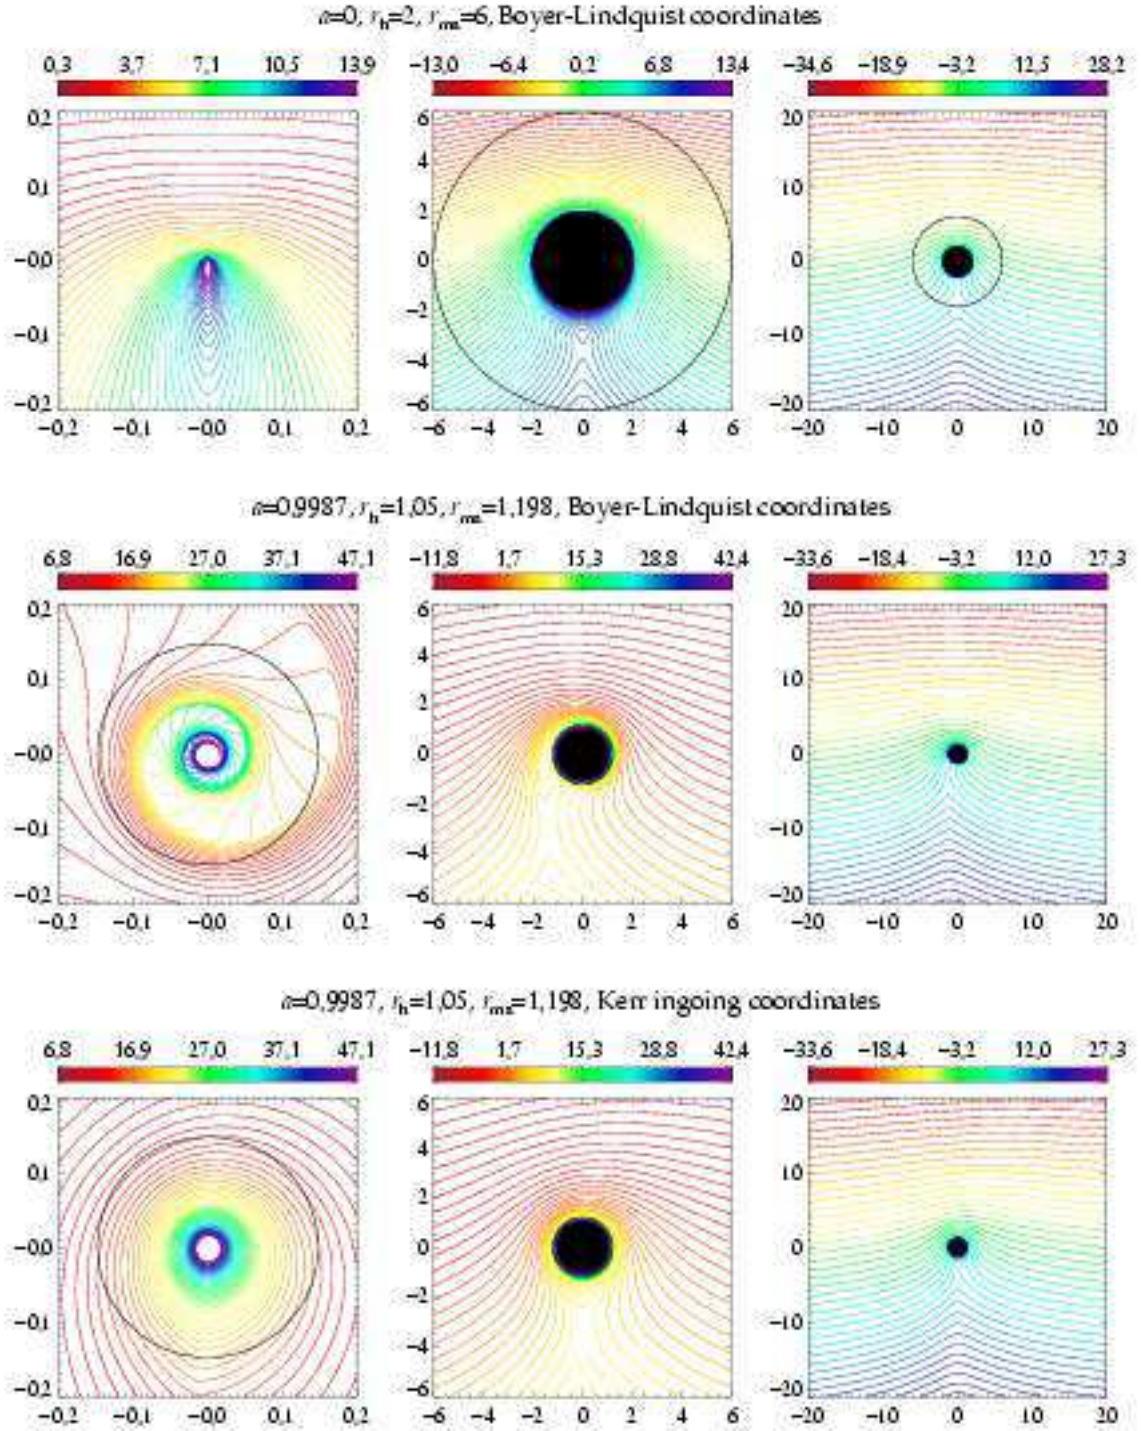 a=0, r_h=2, r_ms=6, Boyer-Lindquist coordinates
0,3 3,7 7,1 10,5 13,9 −13,0 −6,4 0,2 6,8 13,4 −34,6 −18,9 −3,2 12,5 28,2
0,2 6 20
0,1 4 10
2
−0,0 0 0
−0,1 −2 −10
−4
−0,2 −6 −20
−0,2 −0,1 −0,0 0,1 0,2 −6 −4 −2 0 2 4 6 −20 −10 0 10 20
a=0,9987, r_h=1,05, r_ms=1,198, Boyer-Lindquist coordinates
6,8 16,9 27,0 37,1 47,1 −11,8 1,7 15,3 28,8 42,4 −33,6 −18,4 −3,2 12,0 27,3
0,2 6 20
0,1 4 10
2
−0,0 0 0
−0,1 −2 −10
−4
−0,2 −6 −20
−0,2 −0,1 −0,0 0,1 0,2 −6 −4 −2 0 2 4 6 −20 −10 0 10 20
a=0,9987, r_h=1,05, r_ms=1,198, Kerr ingoing coordinates
6,8 16,9 27,0 37,1 47,1 −11,8 1,7 15,3 28,8 42,4 −33,6 −18,4 −3,2 12,0 27,3
0,2 6 20
0,1 4 10
2
−0,0 0 0
−0,1 −2 −10
−4
−0,2 −6 −20
−0,2 −0,1 −0,0 0,1 0,2 −6 −4 −2 0 2 4 6 −20 −10 0 10 20